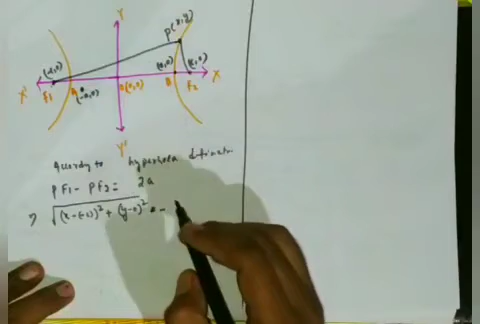 Y
P(x,y)
(-c,0) (a,0) (c,0)
X' F1 A (-a,0) O(0,0) B F2 X
Y'
According to hyperbola definition
PF1 - PF2 = 2a
⇒ √(x-(-c))² + (y-0)² -